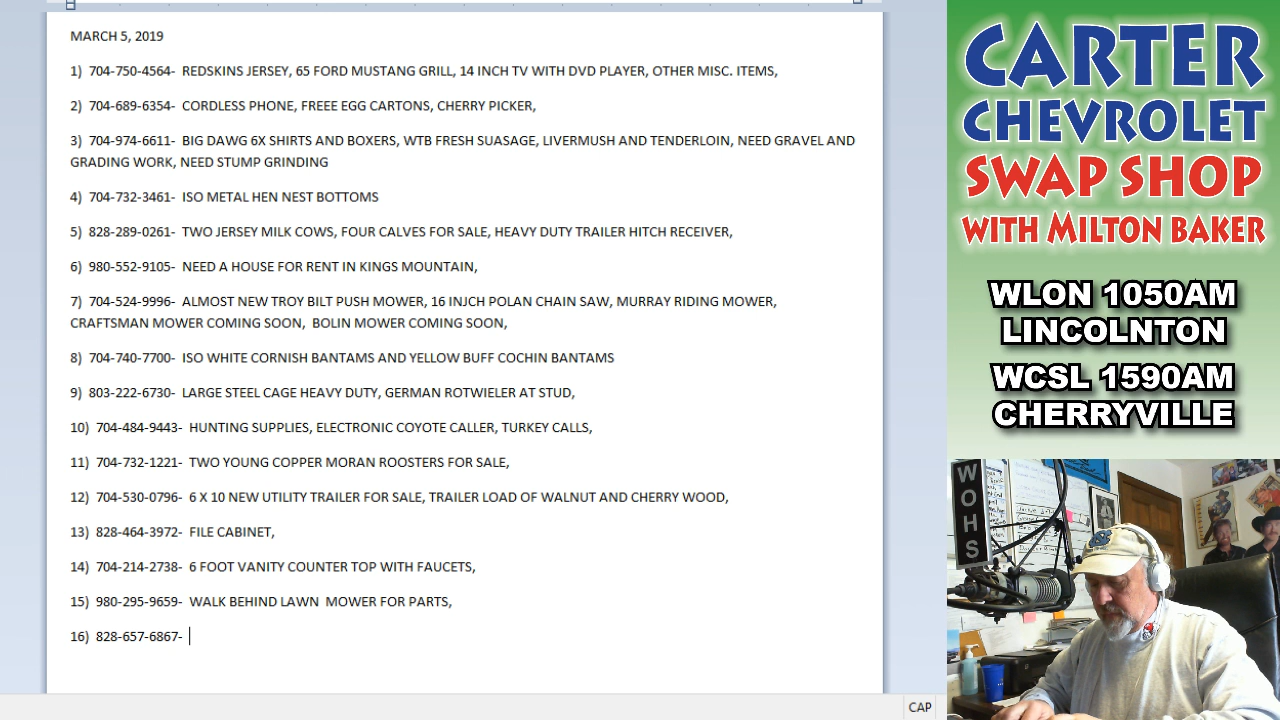 MARCH 5, 2019
1) 704-750-4564- REDSKINS JERSEY, 65 FORD MUSTANG GRILL, 14 INCH TV WITH DVD PLAYER, OTHER MISC. ITEMS,
2) 704-689-6354- CORDLESS PHONE, FREEE EGG CARTONS, CHERRY PICKER,
3) 704-974-6611- BIG DAWG 6X SHIRTS AND BOXERS, WTB FRESH SUASAGE, LIVERMUSH AND TENDERLOIN, NEED GRAVEL AND
GRADING WORK, NEED STUMP GRINDING
4) 704-732-3461- ISO METAL HEN NEST BOTTOMS
5) 828-289-0261- TWO JERSEY MILK COWS, FOUR CALVES FOR SALE, HEAVY DUTY TRAILER HITCH RECEIVER,
6) 980-552-9105- NEED A HOUSE FOR RENT IN KINGS MOUNTAIN,
7) 704-524-9996- ALMOST NEW TROY BILT PUSH MOWER, 16 INJCH POLAN CHAIN SAW, MURRAY RIDING MOWER,
CRAFTSMAN MOWER COMING SOON, BOLIN MOWER COMING SOON,
8) 704-740-7700- ISO WHITE CORNISH BANTAMS AND YELLOW BUFF COCHIN BANTAMS
9) 803-222-6730- LARGE STEEL CAGE HEAVY DUTY, GERMAN ROTWIELER AT STUD,
10) 704-484-9443- HUNTING SUPPLIES, ELECTRONIC COYOTE CALLER, TURKEY CALLS,
11) 704-732-1221- TWO YOUNG COPPER MORAN ROOSTERS FOR SALE,
12) 704-530-0796- 6 X 10 NEW UTILITY TRAILER FOR SALE, TRAILER LOAD OF WALNUT AND CHERRY WOOD,
13) 828-464-3972- FILE CABINET,
14) 704-214-2738- 6 FOOT VANITY COUNTER TOP WITH FAUCETS,
15) 980-295-9659- WALK BEHIND LAWN MOWER FOR PARTS,
16) 828-657-6867-
CAP
CARTER
CHEVROLET
SWAP SHOP
WITH MILTON BAKER
WLON 1050AM
LINCOLNTON
WCSL 1590AM
CHERRYVILLE
WOHS